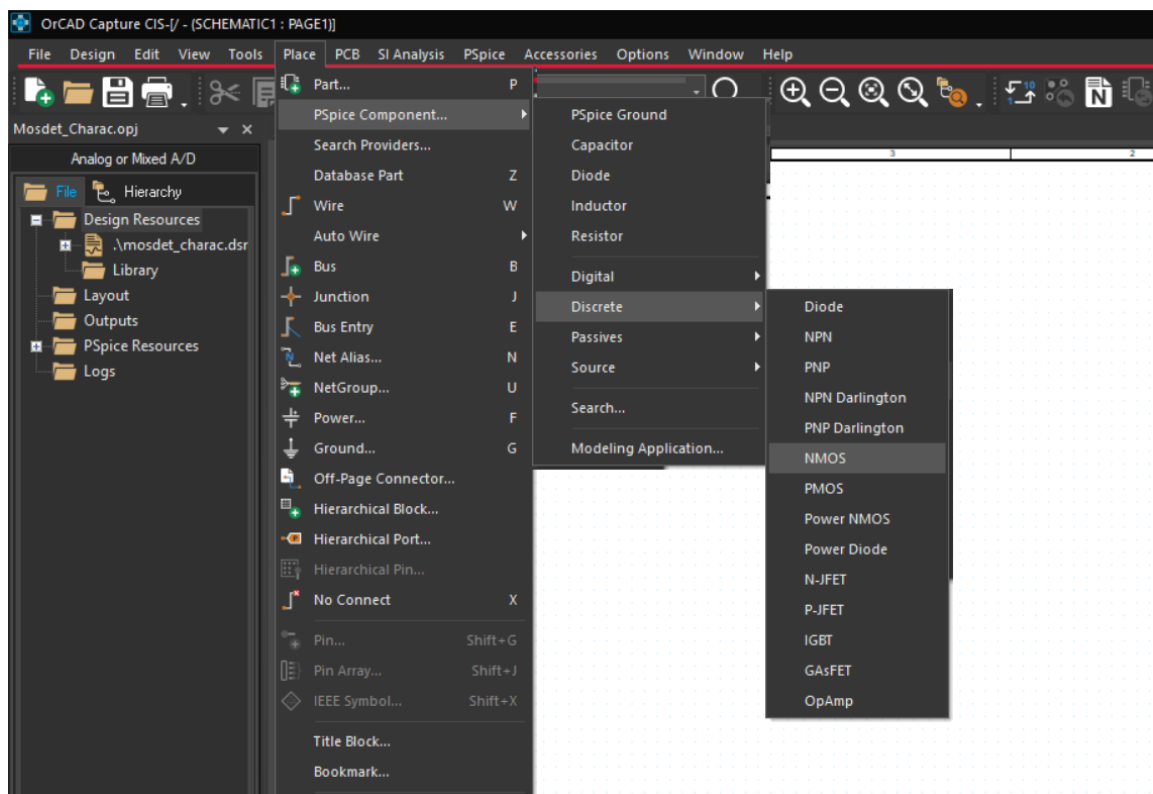 OrCAD Capture CIS-[/ - (SCHEMATIC1 : PAGE1)]
File Design Edit View Tools Place PCB SI Analysis PSpice Accessories Options Window Help
Mosdet_Charac.opj
Analog or Mixed A/D
File Hierarchy
Design Resources
.\mosdet_charac.dsr
Library
Layout
Outputs
PSpice Resources
Logs
Part... P
PSpice Component...
Search Providers...
Database Part Z
Wire W
Auto Wire
Bus B
Junction J
Bus Entry E
Net Alias... N
NetGroup... U
Power... F
Ground... G
Off-Page Connector...
Hierarchical Block...
Hierarchical Port...
Hierarchical Pin...
No Connect X
Pin... Shift+G
Pin Array... Shift+J
IEEE Symbol... Shift+X
Title Block...
Bookmark...
PSpice Ground
Capacitor
Diode
Inductor
Resistor
Digital
Discrete
Passives
Source
Search...
Modeling Application...
Diode
NPN
PNP
NPN Darlington
PNP Darlington
NMOS
PMOS
Power NMOS
Power Diode
N-JFET
P-JFET
IGBT
GAsFET
OpAmp
3
2